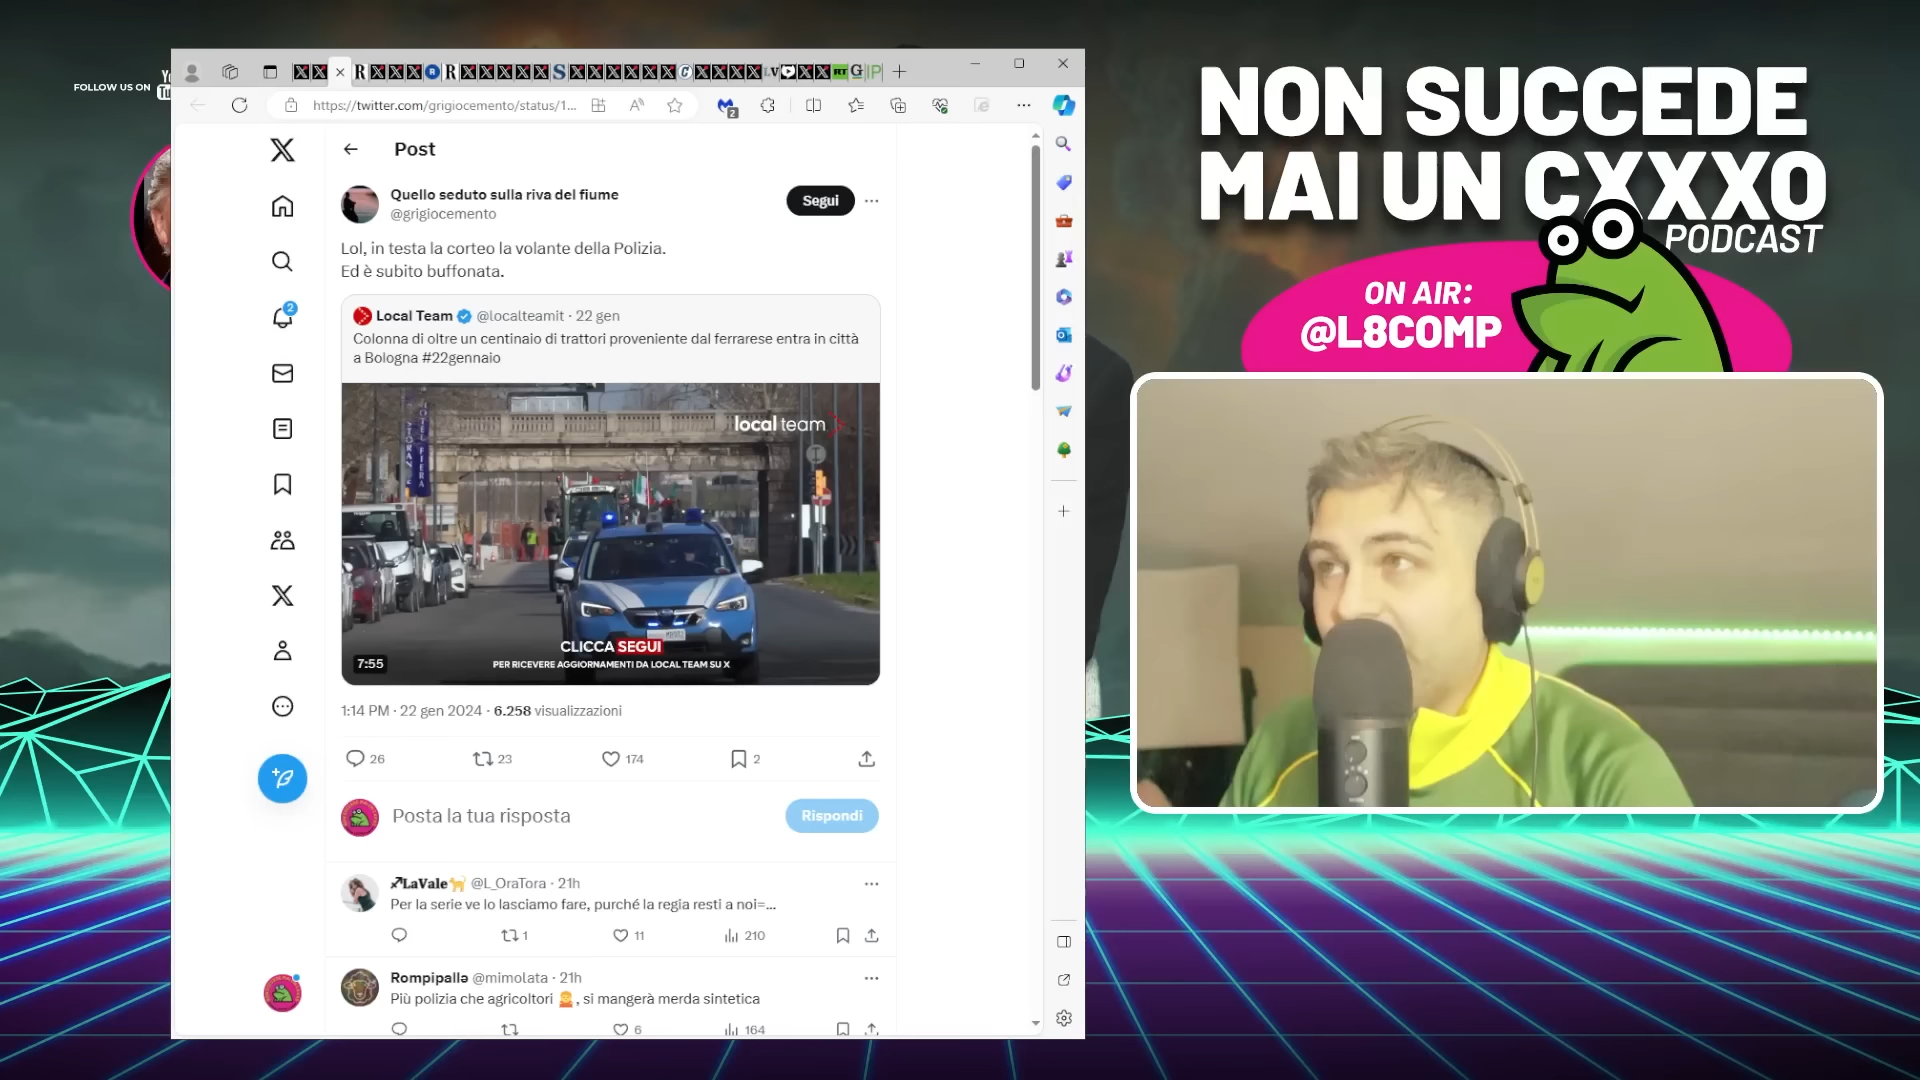 FOLLOW US ON
https://twitter.com/grigiocemento/status/1...
2
Post
Quello seduto sulla riva del fiume
@grigiocemento
Segui
Lol, in testa la corteo la volante della Polizia.
Ed è subito buffonata.
Local Team @localteamit · 22 gen
Colonna di oltre un centinaio di trattori proveniente dal ferrarese entra in città
a Bologna #22gennaio
local team
HOTEL FIERA
CLICCA SEGUI
PER RICEVERE AGGIORNAMENTI DA LOCAL TEAM SU X
7:55
1:14 PM · 22 gen 2024 · 6.258 visualizzazioni
26
23
174
2
Posta la tua risposta
Rispondi
LaVale @L_OraTora · 21h
Per la serie ve lo lasciamo fare, purché la regia resti a noi=...
1
11
210
Rompipallə @mimolata · 21h
Più polizia che agricoltori , si mangerà merda sintetica
6
164
2
NON SUCCEDE
MAI UN CXXXO
PODCAST
ON AIR:
@L8COMP